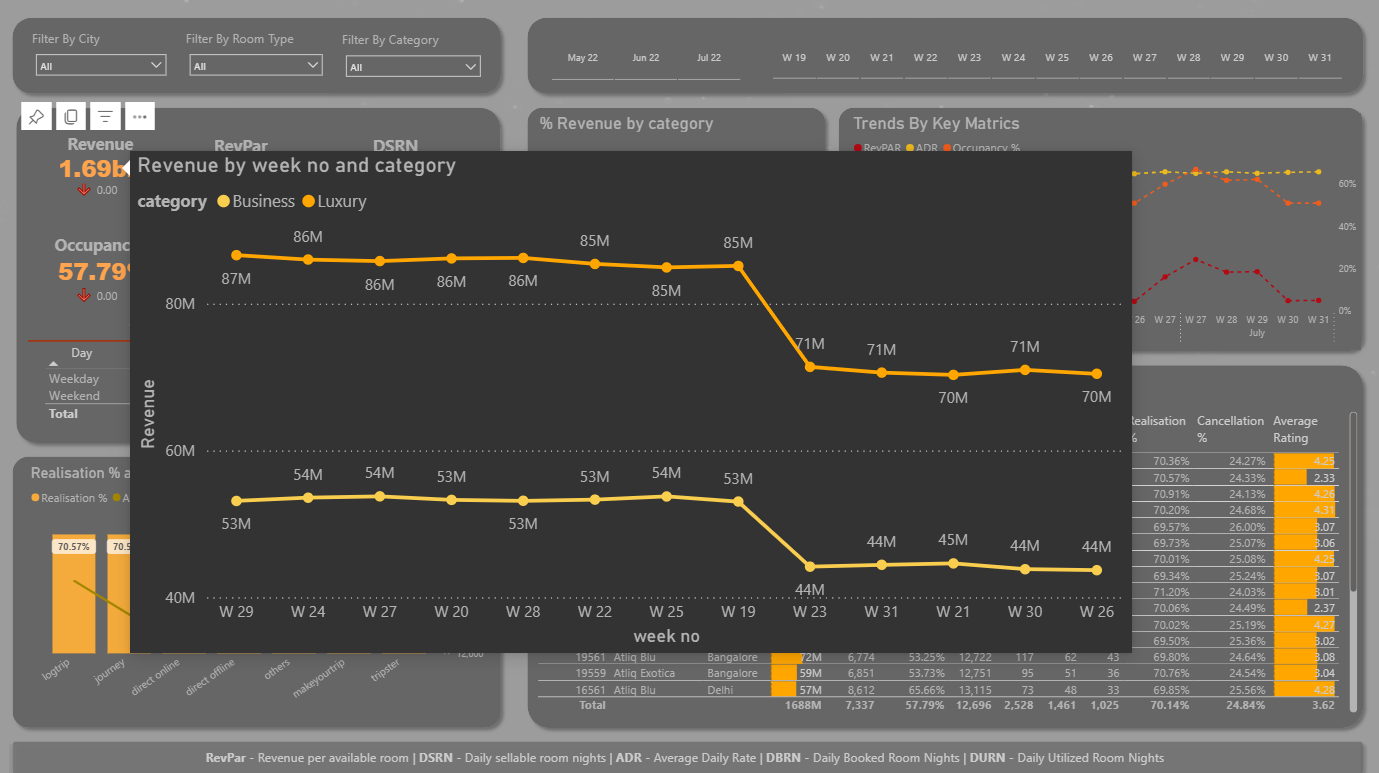 Filter By City
All
Filter By Room Type
All
Filter By Category
All
May 22 Jun 22 Jul 22 W 19 W 20 W 21 W 22 W 23 W 24 W 25 W 26 W 27 W 28 W 29 W 30 W 31
Revenue RevPar DSRN
1.69b
0.00
Occupanc
57.79
0.00
Day
Weekday
Weekend
Total
% Revenue by category
Trends By Key Matrics
RevPAR ADR Occupancy %
60%
40%
20%
0%
26 W 27 W 27 W 28 W 29 W 30 W 31
July
Revenue by week no and category
category Business Luxury
87M 86M 86M 86M 86M 85M 85M 85M 71M 71M 70M 71M 70M
53M 54M 54M 53M 53M 53M 54M 53M 44M 44M 45M 44M 44M
80M
60M
40M
Revenue
W 29 W 24 W 27 W 20 W 28 W 22 W 25 W 19 W 23 W 31 W 21 W 30 W 26
week no
Realisation % a
Realisation % A
70.57% 70.5
logtrip journey direct online direct offline others makeyourtrip tripster
12,000
Realisation Cancellation Average
% % Rating
70.36% 24.27% 4.25
70.57% 24.33% 2.33
70.91% 24.13% 4.26
70.20% 24.68% 4.31
69.57% 26.00% 3.07
69.73% 25.07% 3.06
70.01% 25.08% 4.25
69.34% 25.24% 3.07
71.20% 24.03% 3.01
70.06% 24.49% 2.37
70.02% 25.19% 4.27
69.50% 25.36% 3.02
19561 Atliq Blu Bangalore 72M 6,774 53.25% 12,722 117 62 43 69.80% 24.64% 3.08
19559 Atliq Exotica Bangalore 59M 6,851 53.73% 12,751 95 51 36 70.76% 24.54% 3.04
16561 Atliq Blu Delhi 57M 8,612 65.66% 13,115 73 48 33 69.85% 25.56% 4.28
Total 1688M 7,337 57.79% 12,696 2,528 1,461 1,025 70.14% 24.84% 3.62
RevPar - Revenue per available room | DSRN - Daily sellable room nights | ADR - Average Daily Rate | DBRN - Daily Booked Room Nights | DURN - Daily Utilized Room Nights